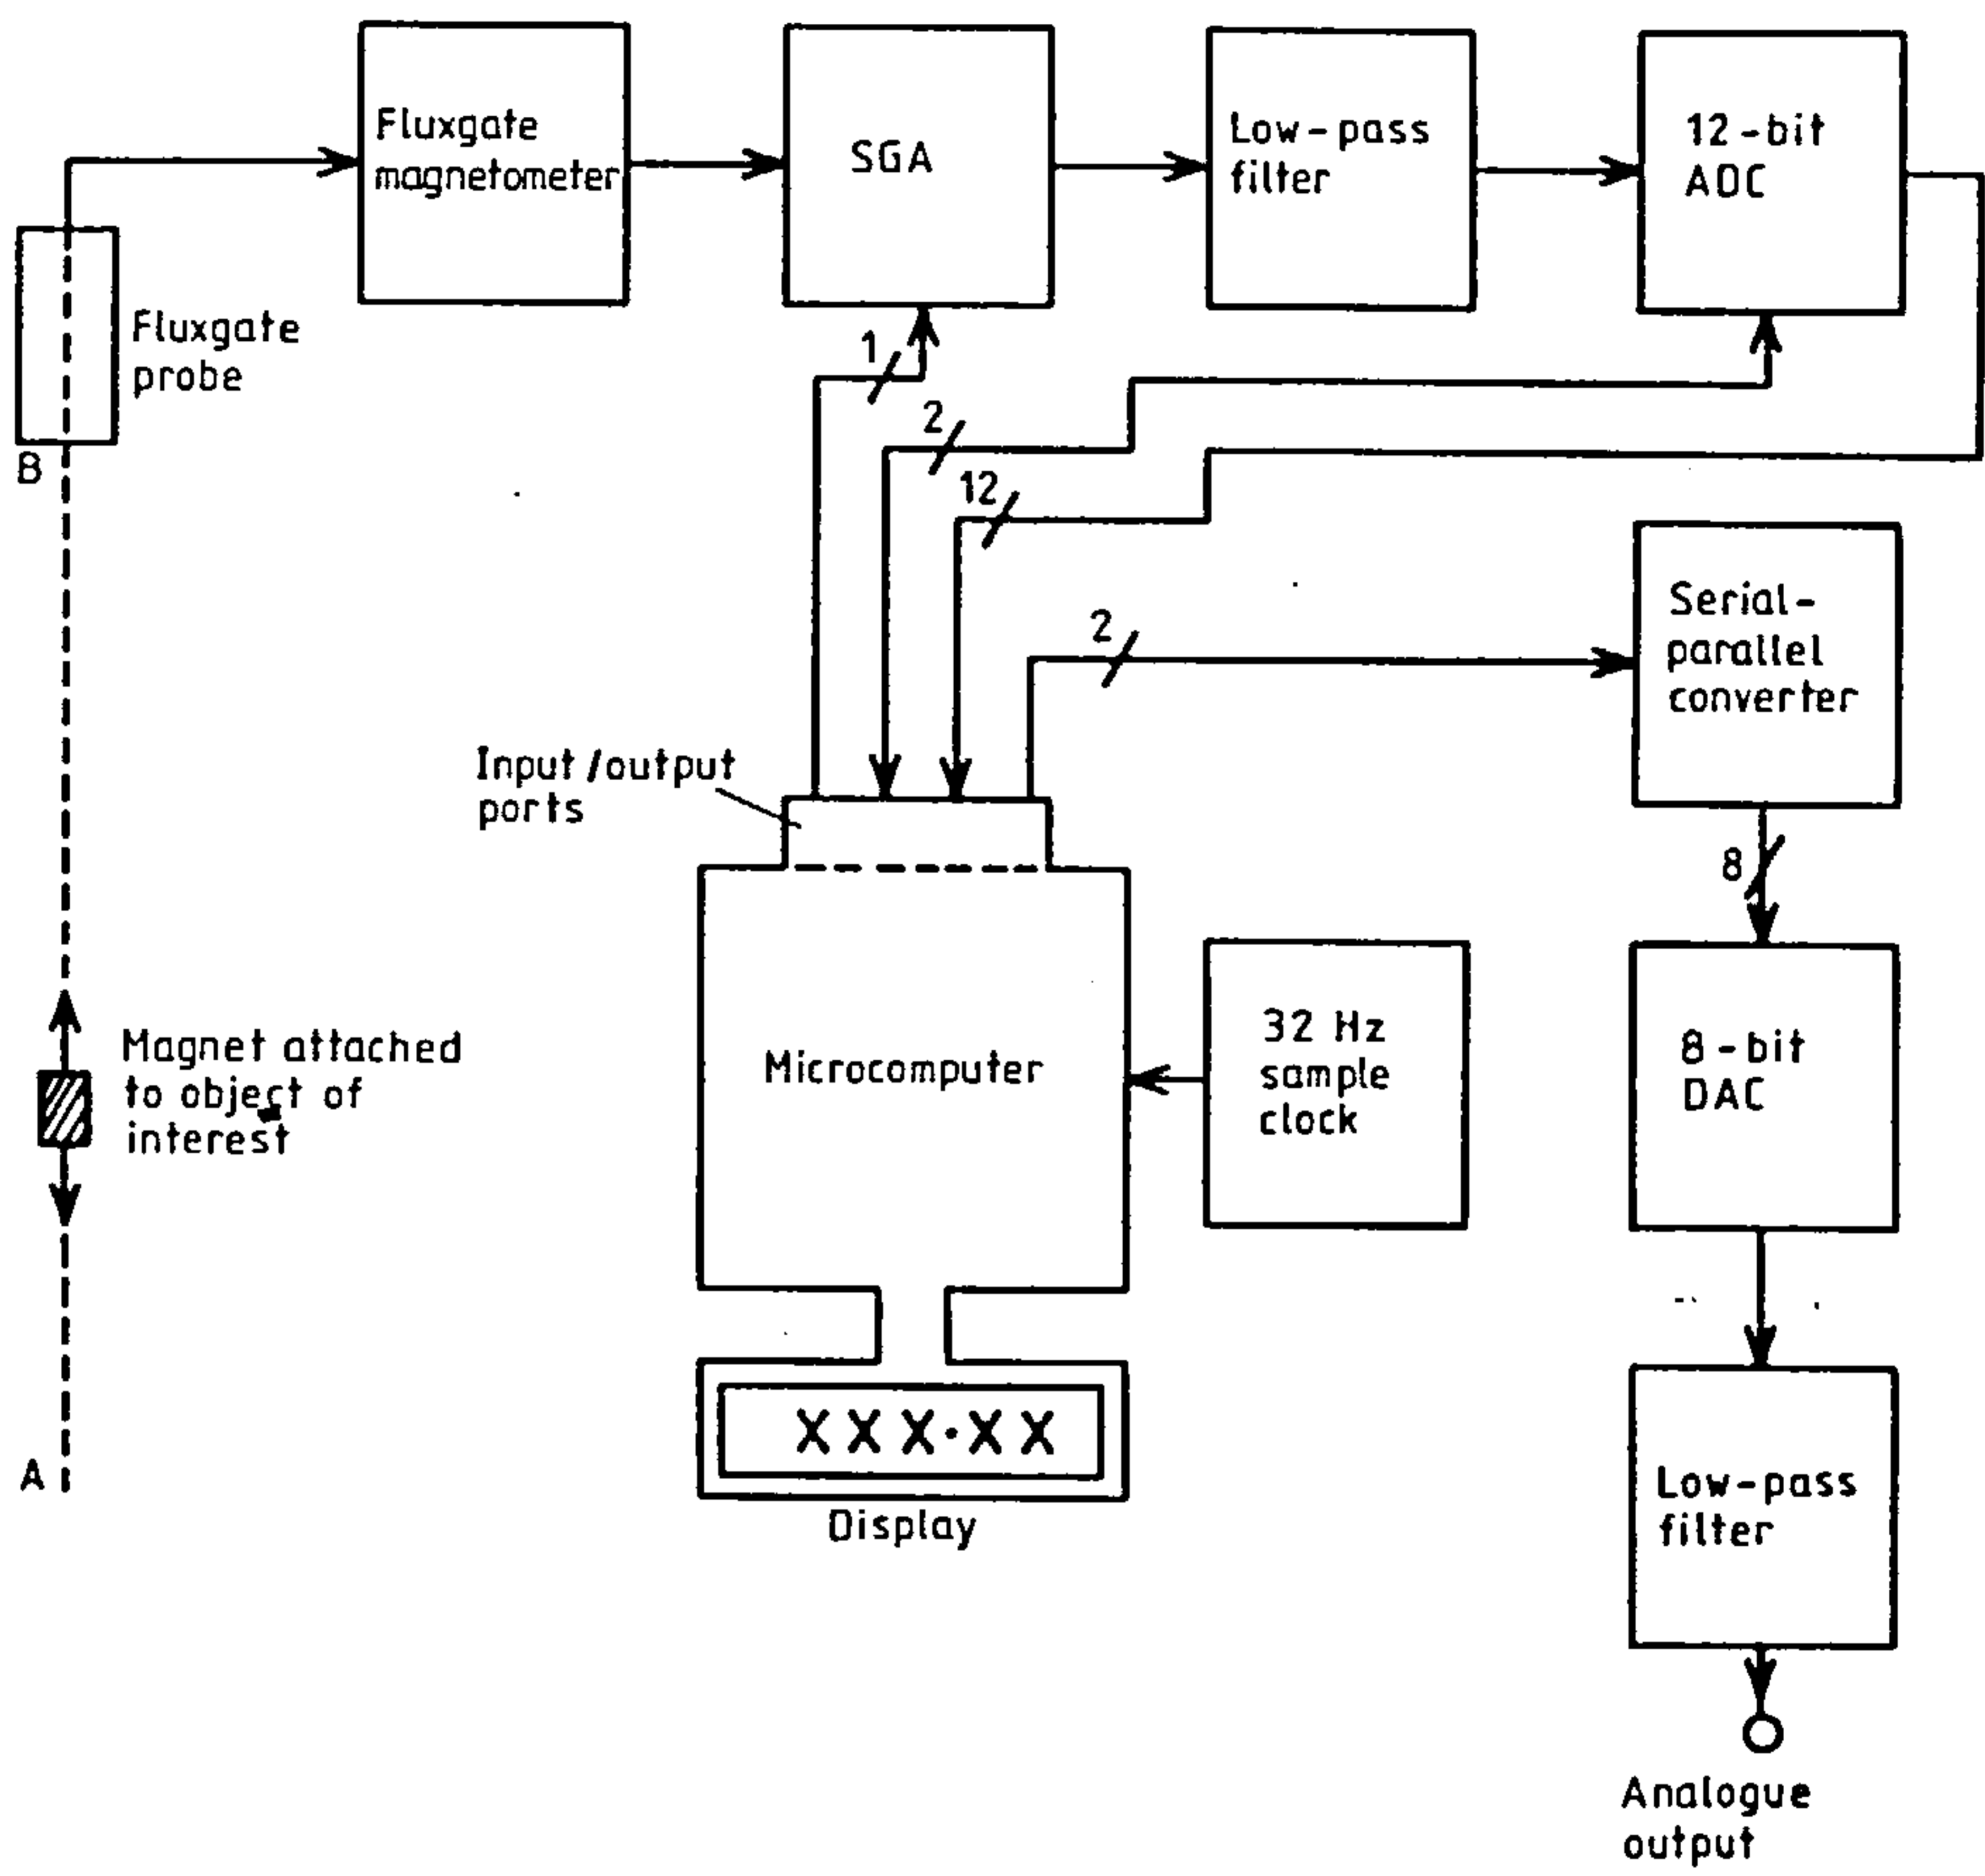 Fluxgate
magnetometer
SGA
Low-pass
filter
12-bit
ADC
Fluxgate
probe
B
1
2
12
2
Serial-
parallel
converter
Input/output
ports
8
Magnet attached
to object of
interest
Microcomputer
32 Hz
sample
clock
8-bit
DAC
A
XXX.XX
Display
Low-pass
filter
Analogue
output